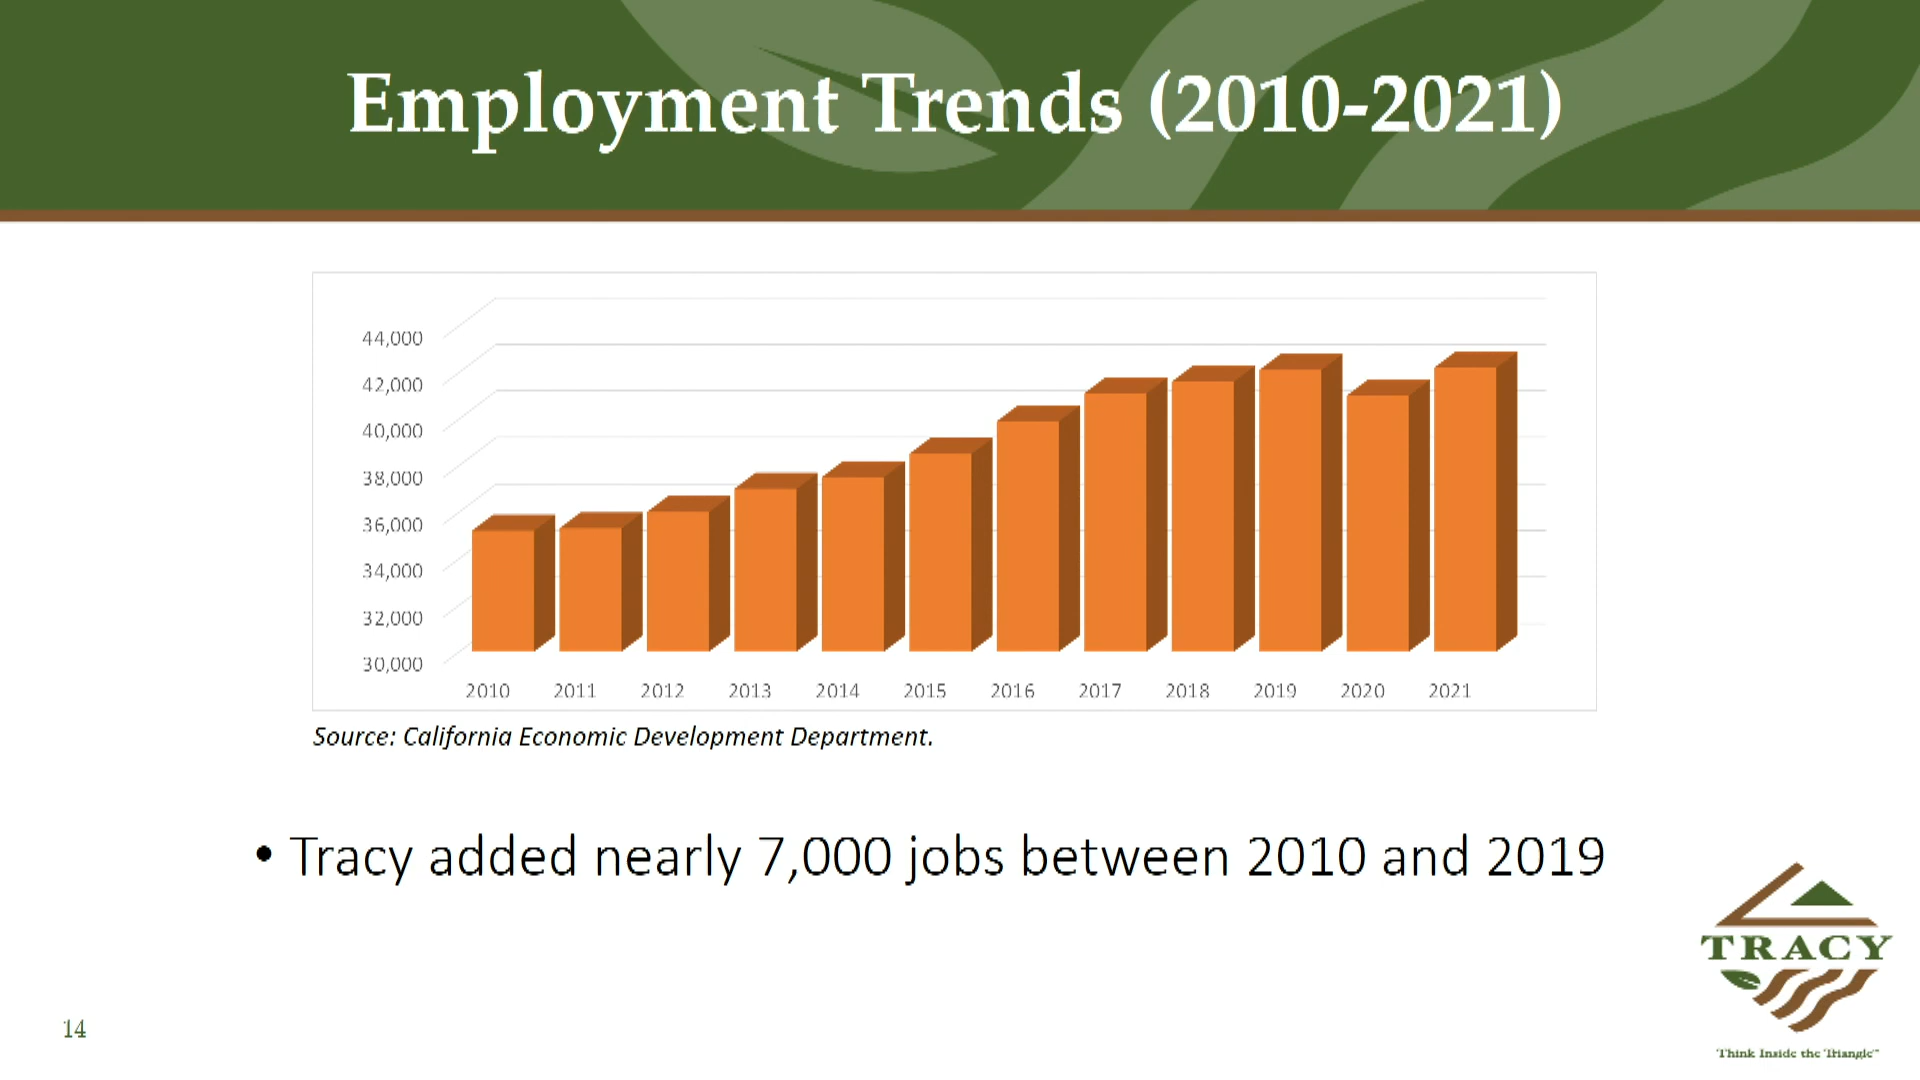 Employment Trends (2010-2021)
44,000
42,000
40,000
38,000
36,000
34,000
32,000
30,000
2010 2011 2012 2013 2014 2015 2016 2017 2018 2019 2020 2021
Source: California Economic Development Department.
• Tracy added nearly 7,000 jobs between 2010 and 2019
TRACY
Think Inside the Triangle™
14